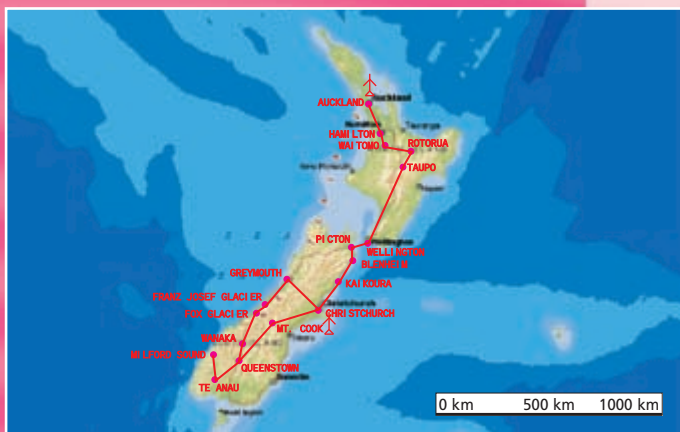 AUCKLAND
Auckland
HAMILTON
WAITOMO
ROTORUA
TAUPO
PICTON
WELLINGTON
BLENHEIM
GREYMOUTH
KAIKOURA
FRANZ JOSEF GLACIER
CHRISTCHURCH
FOX GLACIER
MT. COOK
WANAKA
MILFORD SOUND
QUEENSTOWN
TE ANAU
0 km 500 km 1000 km